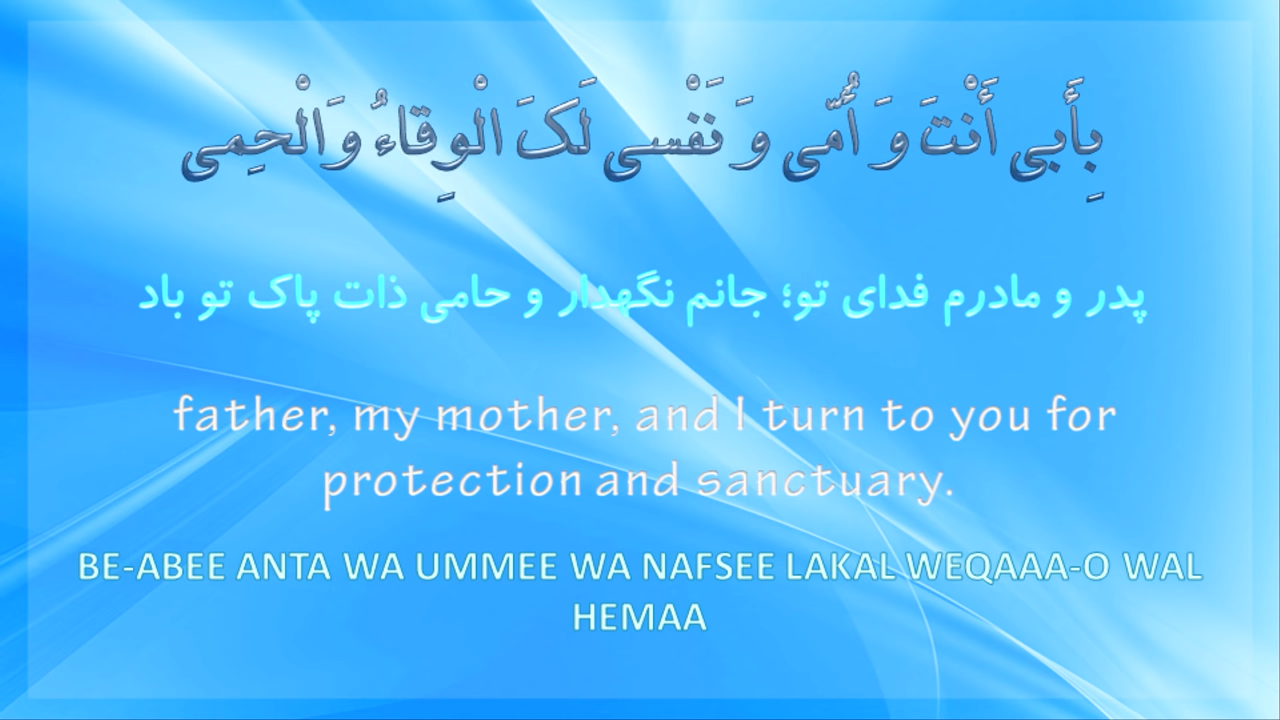 بِأَبی أَنْتَ وَ أُمّی وَ نَفْسی لَکَ الْوِقاءُ وَالْحِمی
پدر و مادرم فدای تو؛ جانم نگهدار و حامی ذات پاک تو باد
father, my mother, and I turn to you for
protection and sanctuary.
BE-ABEE ANTA WA UMMEE WA NAFSEE LAKAL WEQAAA-O WAL
HEMAA